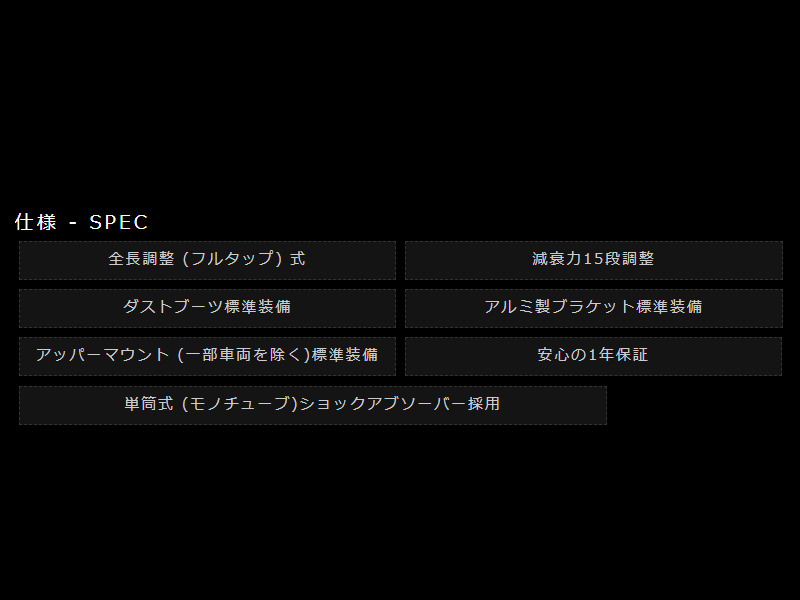 仕様 - SPEC
全長調整 (フルタップ) 式
減衰力15段調整
ダストブーツ標準装備
アルミ製ブラケット標準装備
アッパーマウント (一部車両を除く)標準装備
安心の1年保証
単筒式 (モノチューブ)ショックアブソーバー採用